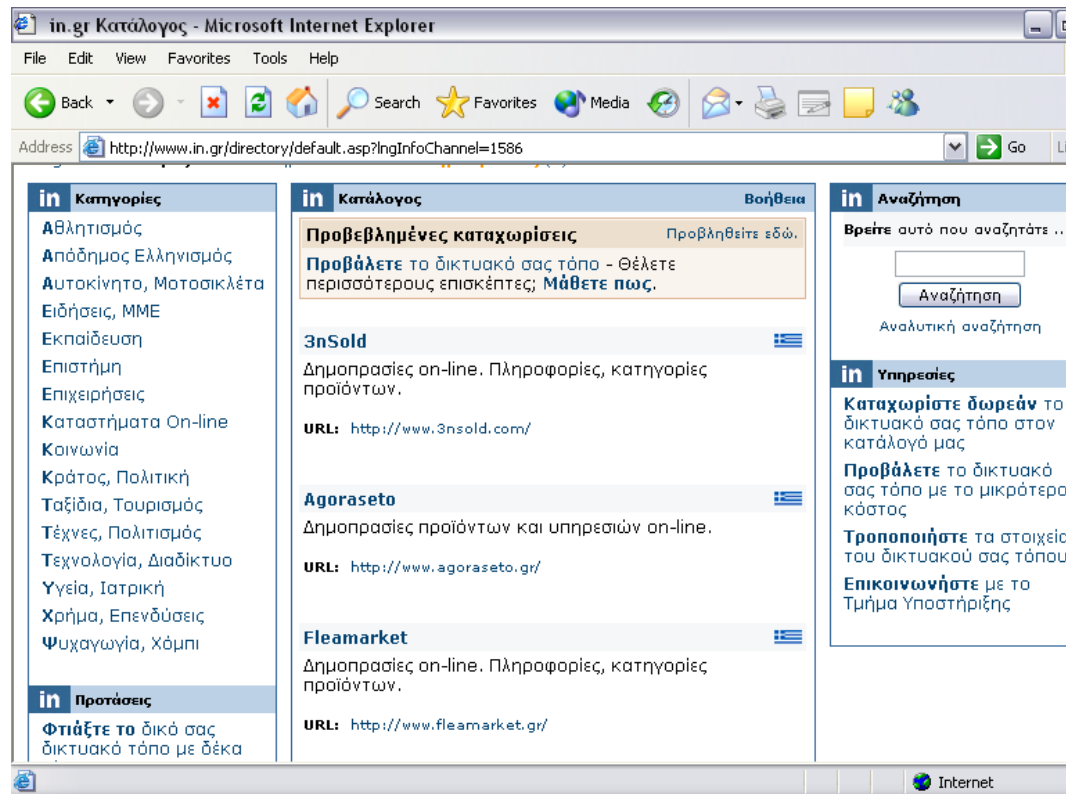 in.gr Κατάλογος - Microsoft Internet Explorer
File Edit View Favorites Tools Help
Back Search Favorites Media
Address http://www.in.gr/directory/default.asp?lngInfoChannel=1586 Go
in Κατηγορίες
Αθλητισμός
Απόδημος Ελληνισμός
Αυτοκίνητο, Μοτοσικλέτα
Ειδήσεις, ΜΜΕ
Εκπαίδευση
Επιστήμη
Επιχειρήσεις
Καταστήματα On-line
Κοινωνία
Κράτος, Πολιτική
Ταξίδια, Τουρισμός
Τέχνες, Πολιτισμός
Τεχνολογία, Διαδίκτυο
Υγεία, Ιατρική
Χρήμα, Επενδύσεις
Ψυχαγωγία, Χόμπι
in Προτάσεις
Φτιάξτε το δικό σας
δικτυακό τόπο με δέκα
in Κατάλογος Βοήθεια
Προβεβλημένες καταχωρίσεις Προβληθείτε εδώ.
Προβάλετε το δικτυακό σας τόπο - Θέλετε
περισσότερους επισκέπτες; Μάθετε πως.
3nSold
Δημοπρασίες on-line. Πληροφορίες, κατηγορίες
προϊόντων.
URL: http://www.3nsold.com/
Agoraseto
Δημοπρασίες προϊόντων και υπηρεσιών on-line.
URL: http://www.agoraseto.gr/
Fleamarket
Δημοπρασίες on-line. Πληροφορίες, κατηγορίες
προϊόντων.
URL: http://www.fleamarket.gr/
in Αναζήτηση
Βρείτε αυτό που αναζητάτε ..
Αναζήτηση
Αναλυτική αναζήτηση
in Υπηρεσίες
Καταχωρίστε δωρεάν το
δικτυακό σας τόπο στον
κατάλογό μας
Προβάλετε το δικτυακό
σας τόπο με το μικρότερο
κόστος
Τροποποιήστε τα στοιχεία
του δικτυακού σας τόπου
Επικοινωνήστε με το
Τμήμα Υποστήριξης
Internet